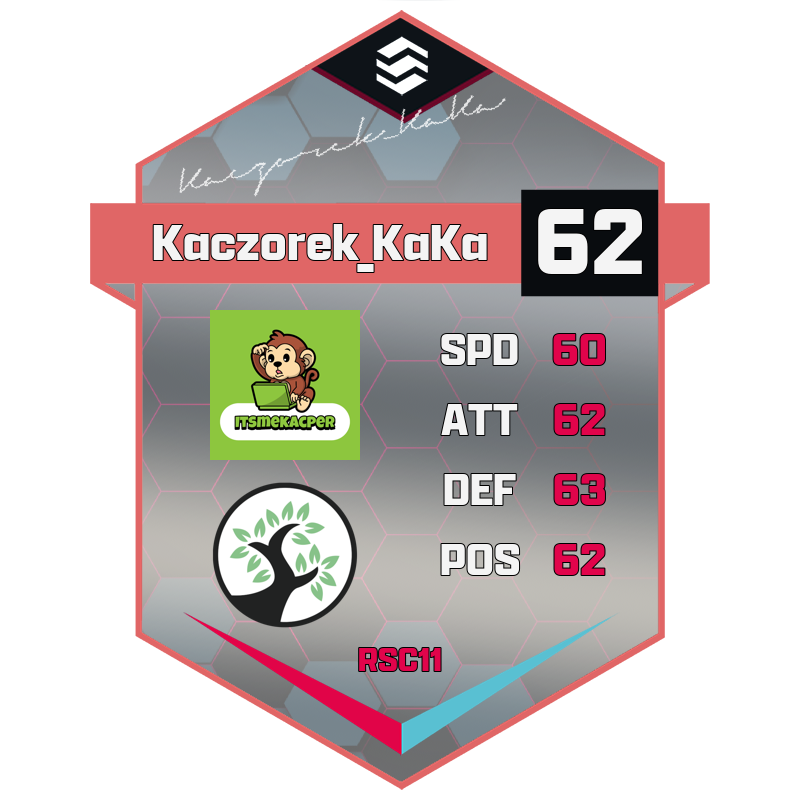 Kaczorek_KaKa
Kaczorek_KaKa 62
ITSMEKACPER
SPD 60
ATT 62
DEF 63
POS 62
RSC11